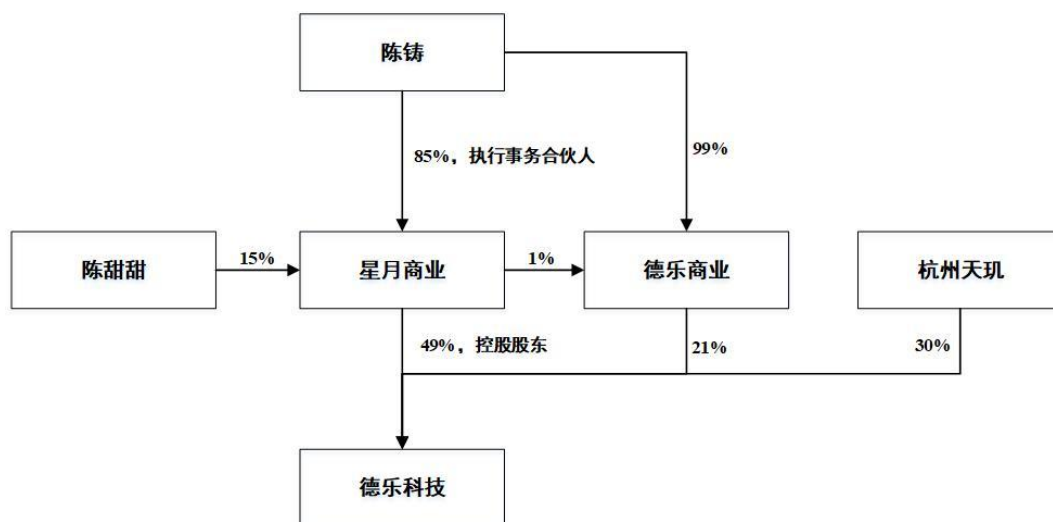 陈铸
85%，执行事务合伙人
99%
陈甜甜
15%
星月商业
1%
德乐商业
杭州天玑
49%，控股股东
21%
30%
德乐科技